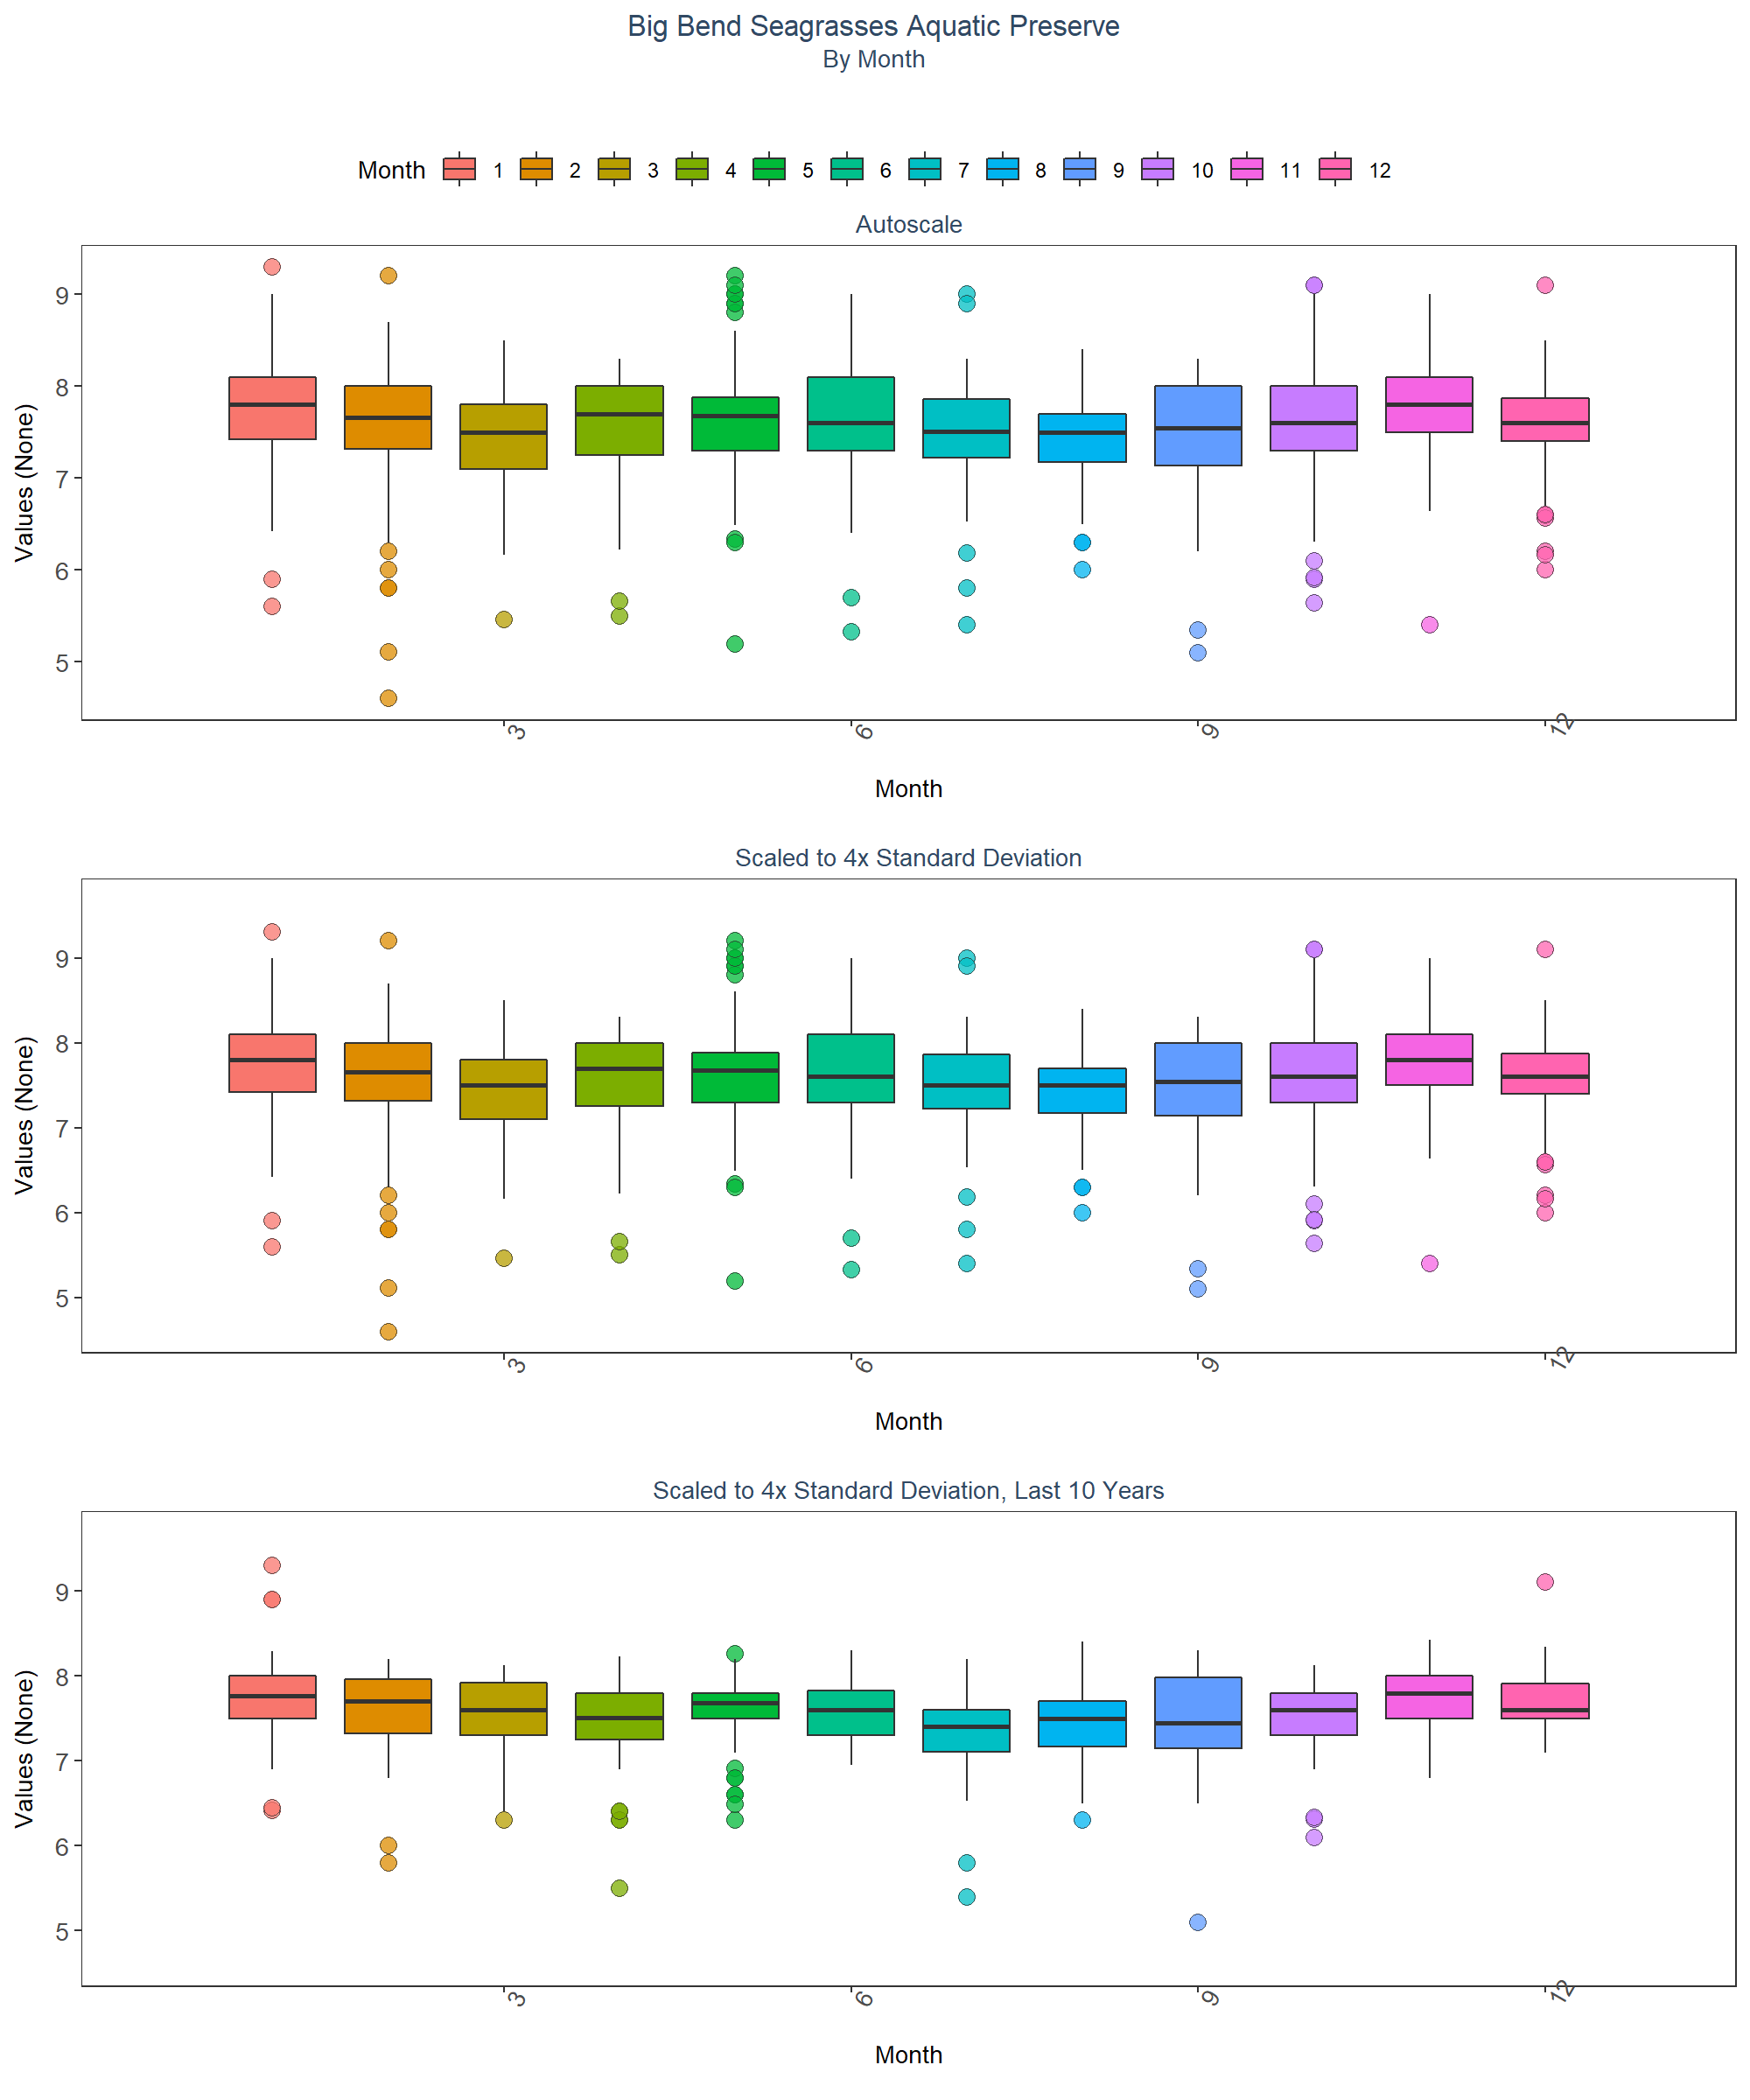 Big Bend Seagrasses Aquatic Preserve
By Month
Month 1 2 3 4 5 6 7 8 9 10 11 12
Autoscale
Values (None)
9
8
7
6
5
3 6 9 12
Month
Scaled to 4x Standard Deviation
Values (None)
9
8
7
6
5
3 6 9 12
Month
Scaled to 4x Standard Deviation, Last 10 Years
Values (None)
9
8
7
6
5
3 6 9 12
Month